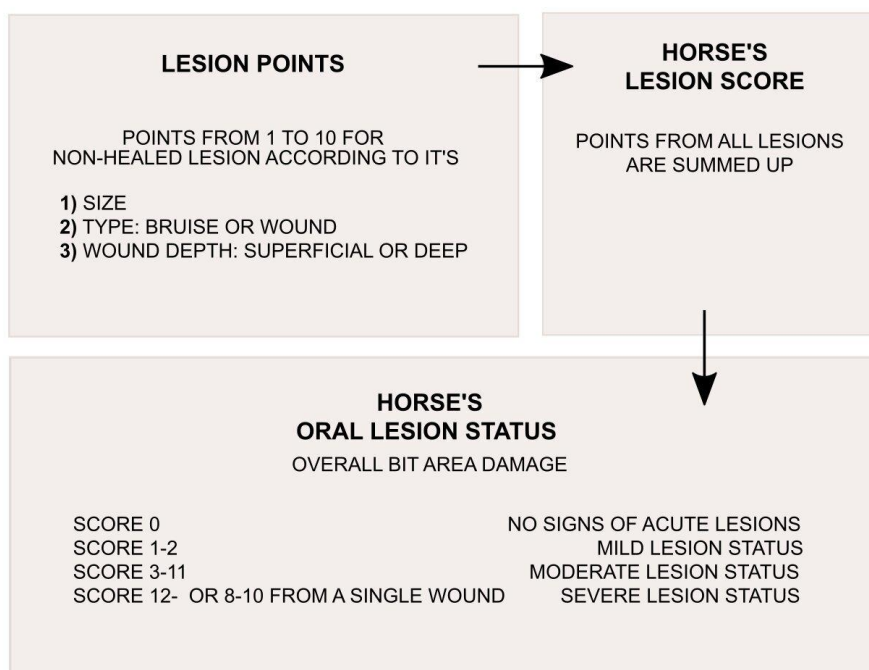 LESION POINTS
POINTS FROM 1 TO 10 FOR
NON-HEALED LESION ACCORDING TO IT'S
1) SIZE
2) TYPE: BRUISE OR WOUND
3) WOUND DEPTH: SUPERFICIAL OR DEEP
HORSE'S
LESION SCORE
POINTS FROM ALL LESIONS
ARE SUMMED UP
HORSE'S
ORAL LESION STATUS
OVERALL BIT AREA DAMAGE
SCORE 0 NO SIGNS OF ACUTE LESIONS
SCORE 1-2 MILD LESION STATUS
SCORE 3-11 MODERATE LESION STATUS
SCORE 12- OR 8-10 FROM A SINGLE WOUND SEVERE LESION STATUS